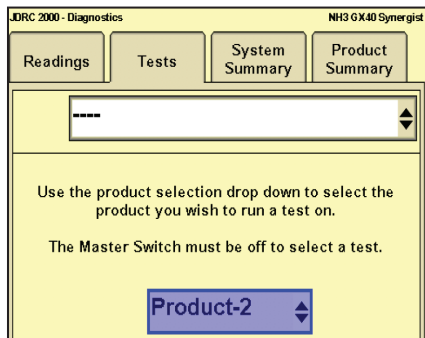 JDRC 2000 - Diagnostics NH3 GX40 Synergist
Readings Tests System Summary Product Summary
----
Use the product selection drop down to select the
product you wish to run a test on.
The Master Switch must be off to select a test.
Product-2